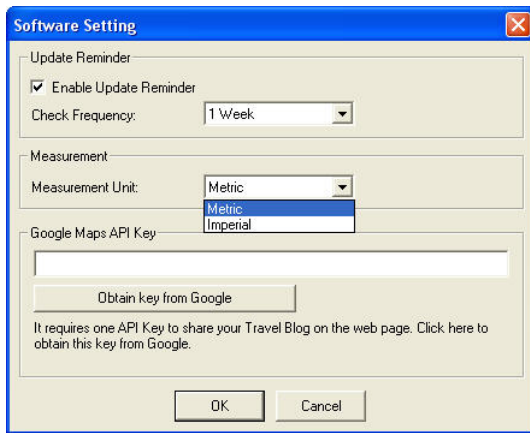 Software Setting
Update Reminder
Enable Update Reminder
Check Frequency: 1 Week
Measurement
Measurement Unit: Metric
Metric
Imperial
Google Maps API Key
Obtain key from Google
It requires one API Key to share your Travel Blog on the web page. Click here to
obtain this key from Google.
OK Cancel